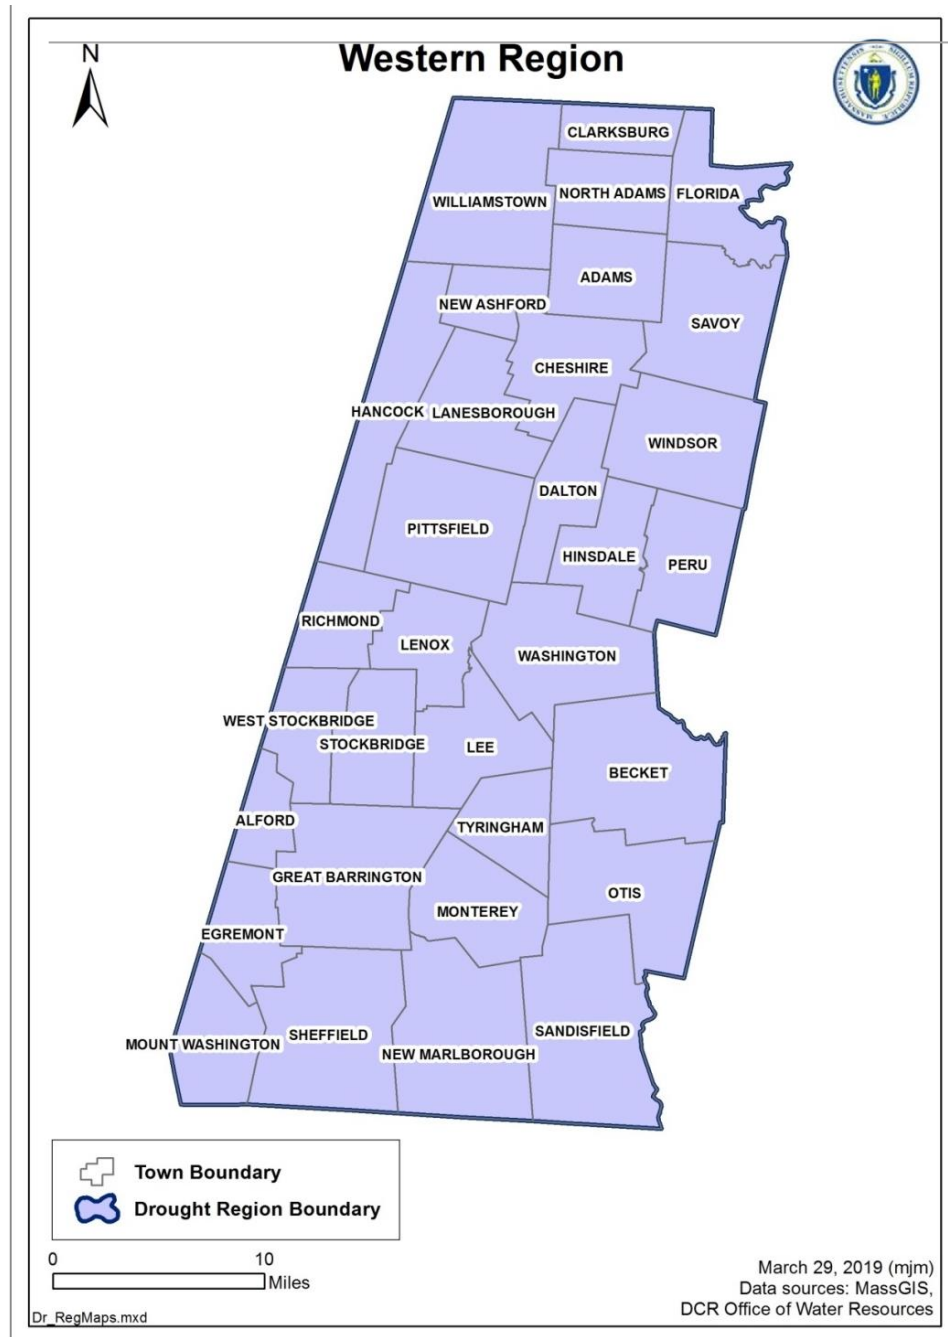 N
Western Region
CLARKSBURG
WILLIAMSTOWN
NORTH ADAMS
FLORIDA
ADAMS
NEW ASHFORD
SAVOY
CHESHIRE
HANCOCK
LANESBOROUGH
WINDSOR
DALTON
PITTSFIELD
HINSDALE
PERU
RICHMOND
LENOX
WASHINGTON
WEST STOCKBRIDGE
STOCKBRIDGE
LEE
BECKET
ALFORD
TYRINGHAM
GREAT BARRINGTON
OTIS
MONTEREY
EGREMONT
SANDISFIELD
SHEFFIELD
MOUNT WASHINGTON
NEW MARLBOROUGH
Town Boundary
Drought Region Boundary
0 10
Miles
March 29, 2019 (mjm)
Data sources: MassGIS,
DCR Office of Water Resources
Dr_RegMaps.mxd